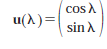 u(λ) = ( cos λ
sin λ )